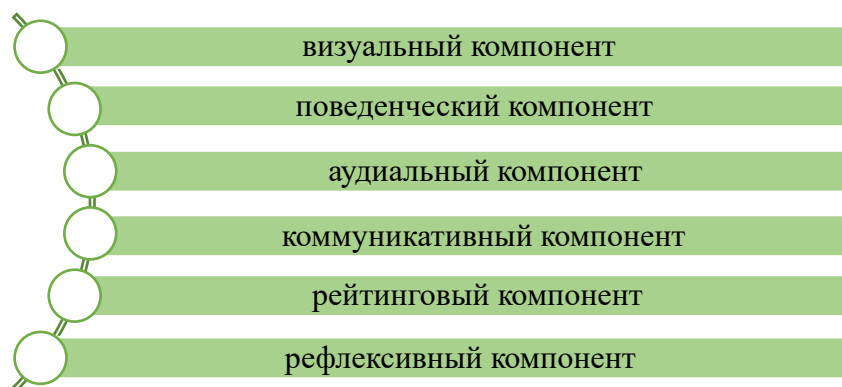 визуальный компонент
поведенческий компонент
аудиальный компонент
коммуникативный компонент
рейтинговый компонент
рефлексивный компонент